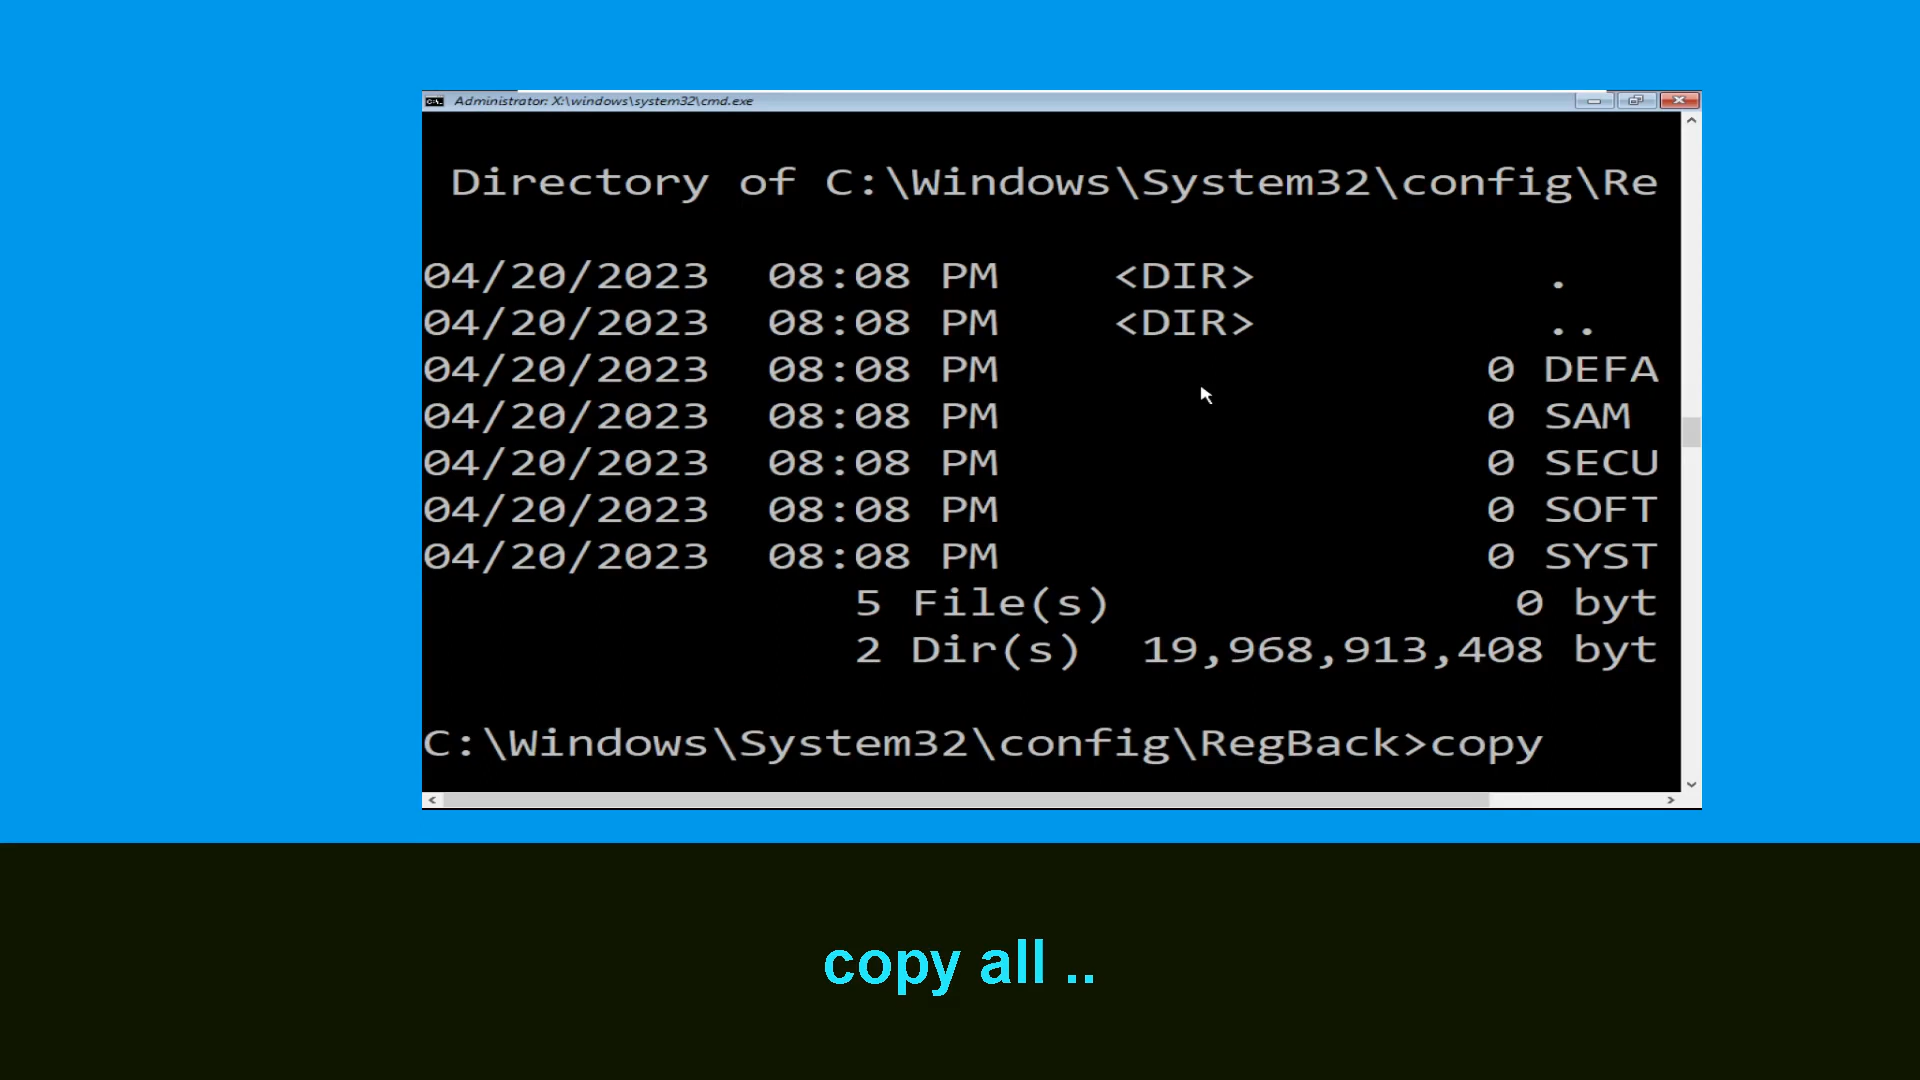 Administrator: X:\windows\system32\cmd.exe
Directory of C:\Windows\System32\config\Re
04/20/2023 08:08 PM <DIR> .
04/20/2023 08:08 PM <DIR> ..
04/20/2023 08:08 PM 0 DEFA
04/20/2023 08:08 PM 0 SAM
04/20/2023 08:08 PM 0 SECU
04/20/2023 08:08 PM 0 SOFT
04/20/2023 08:08 PM 0 SYST
5 File(s) 0 byt
2 Dir(s) 19,968,913,408 byt
C:\Windows\System32\config\RegBack>copy
copy all ..